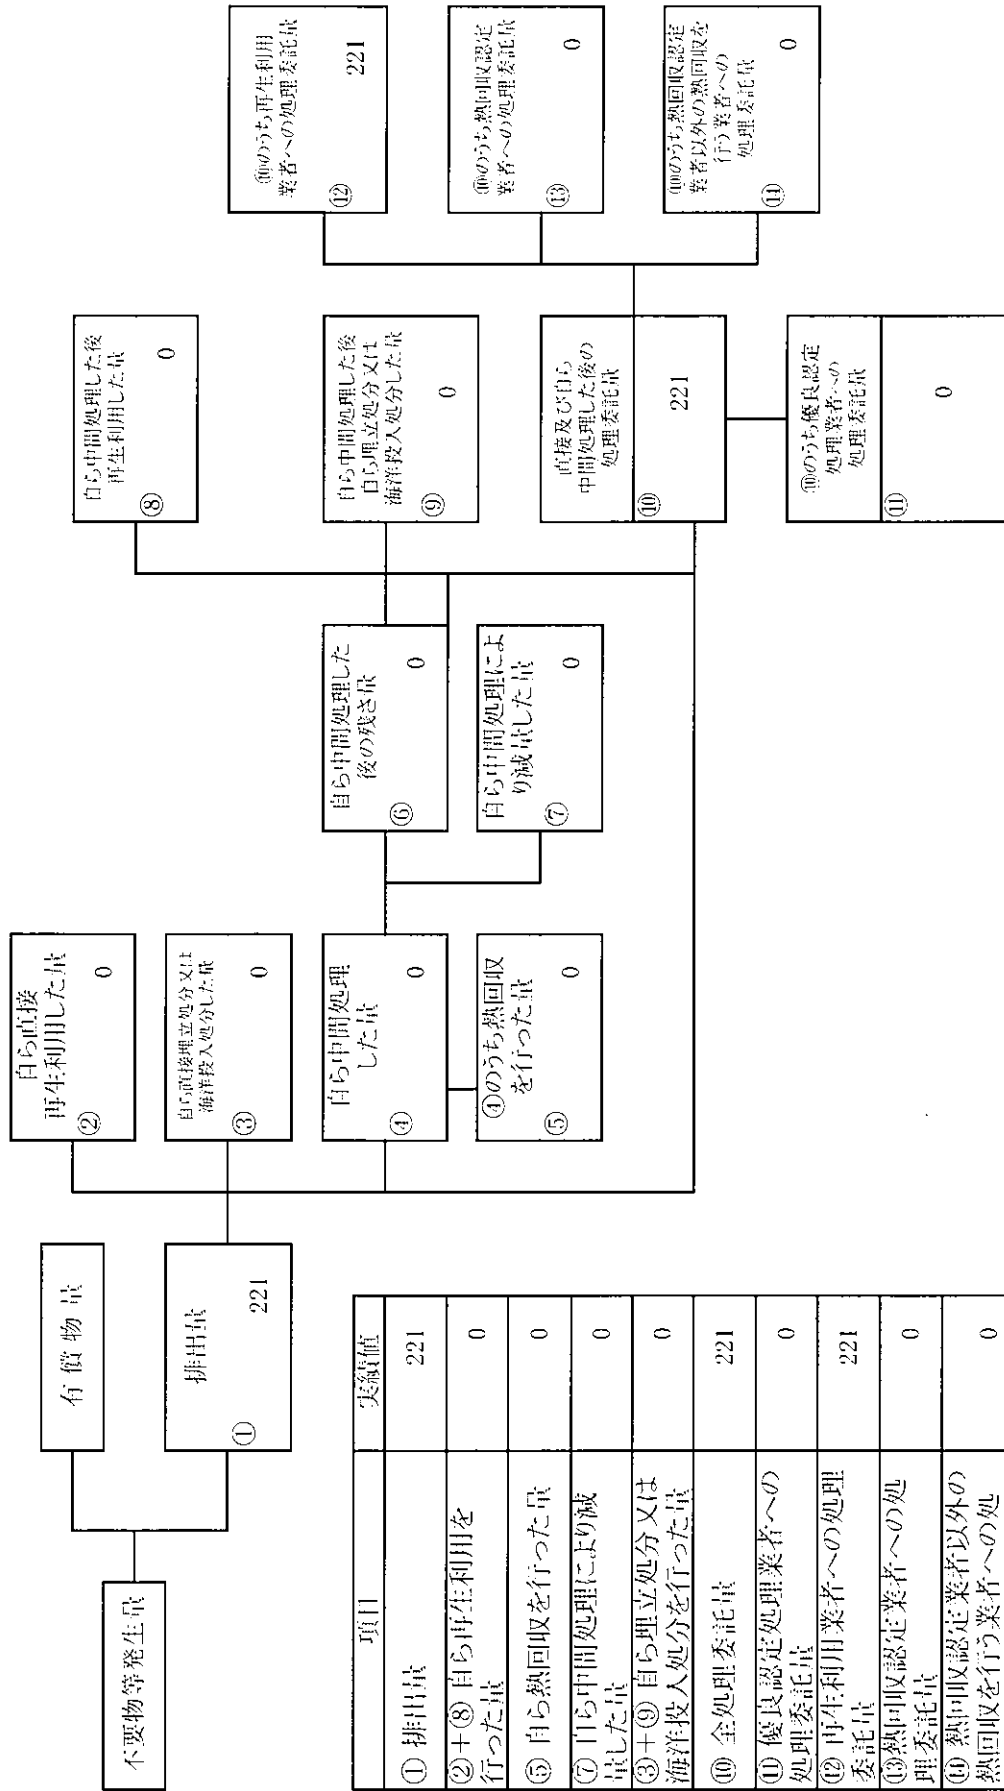 不要物等発生量
有償物量
排出量
①
221
自ら直接
再生利用した量
②
0
自ら直接埋立処分又は
海洋投入処分した量
③
0
自ら中間処理
した量
④
0
④のうち熱回収
を行った量
⑤
0
自ら中間処理した
後の残さ量
⑥
0
自ら中間処理によ
り減量した量
⑦
0
自ら中間処理した後
再生利用した量
⑧
0
自ら中間処理した後
自ら埋立処分又は
海洋投入処分した量
⑨
0
直接及び自ら
中間処理した後の
処理委託量
⑩
221
⑩のうち優良認定
処理業者への
処理委託量
⑪
0
⑩のうち再生利用
業者への処理委託量
⑫
221
⑩のうち熱回収認定
業者への処理委託量
⑬
0
⑩のうち熱回収認定
業者以外の熱回収を
行う業者への
処理委託量
⑭
0
項目 実績値
① 排出量 221
②+⑧ 自ら再生利用を
行った量 0
⑤ 自ら熱回収を行った量 0
⑦ 自ら中間処理により減
量した量 0
③+⑨ 自ら埋立処分又は
海洋投入処分を行った量 0
⑩ 全処理委託量 221
⑪ 優良認定処理業者への
処理委託量 0
⑫ 再生利用業者への処理
委託量 221
⑬熱回収認定業者への処
理委託量 0
⑭ 熱回収認定業者以外の
熱回収を行う業者への処 0